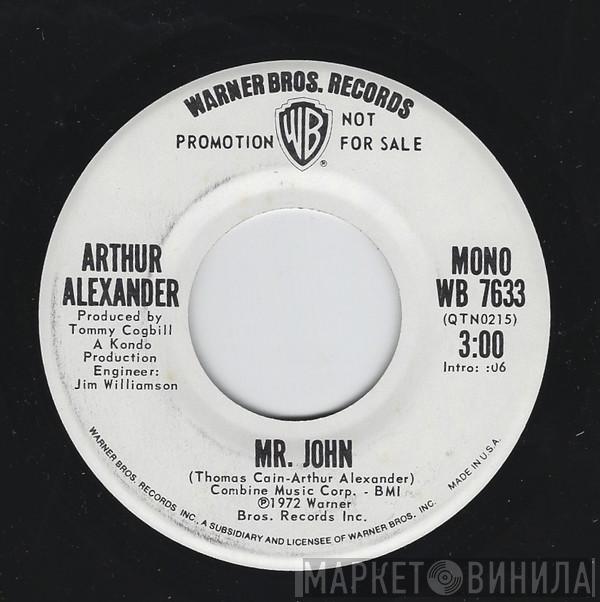 WARNER BROS. RECORDS
WB
®
PROMOTION
NOT
FOR SALE
ARTHUR
ALEXANDER
Produced by
Tommy Cogbill
A Kondo
Production
Engineer:
Jim Williamson
MONO
WB 7633
(QTN0215)
3:00
Intro: :06
MR. JOHN
(Thomas Cain-Arthur Alexander)
Combine Music Corp. - BMI
℗1972 Warner
Bros. Records Inc.
WARNER BROS. RECORDS INC., A SUBSIDIARY AND LICENSEE OF WARNER BROS. INC. MADE IN U.S.A.
МАРКЕТ ВИНИЛА